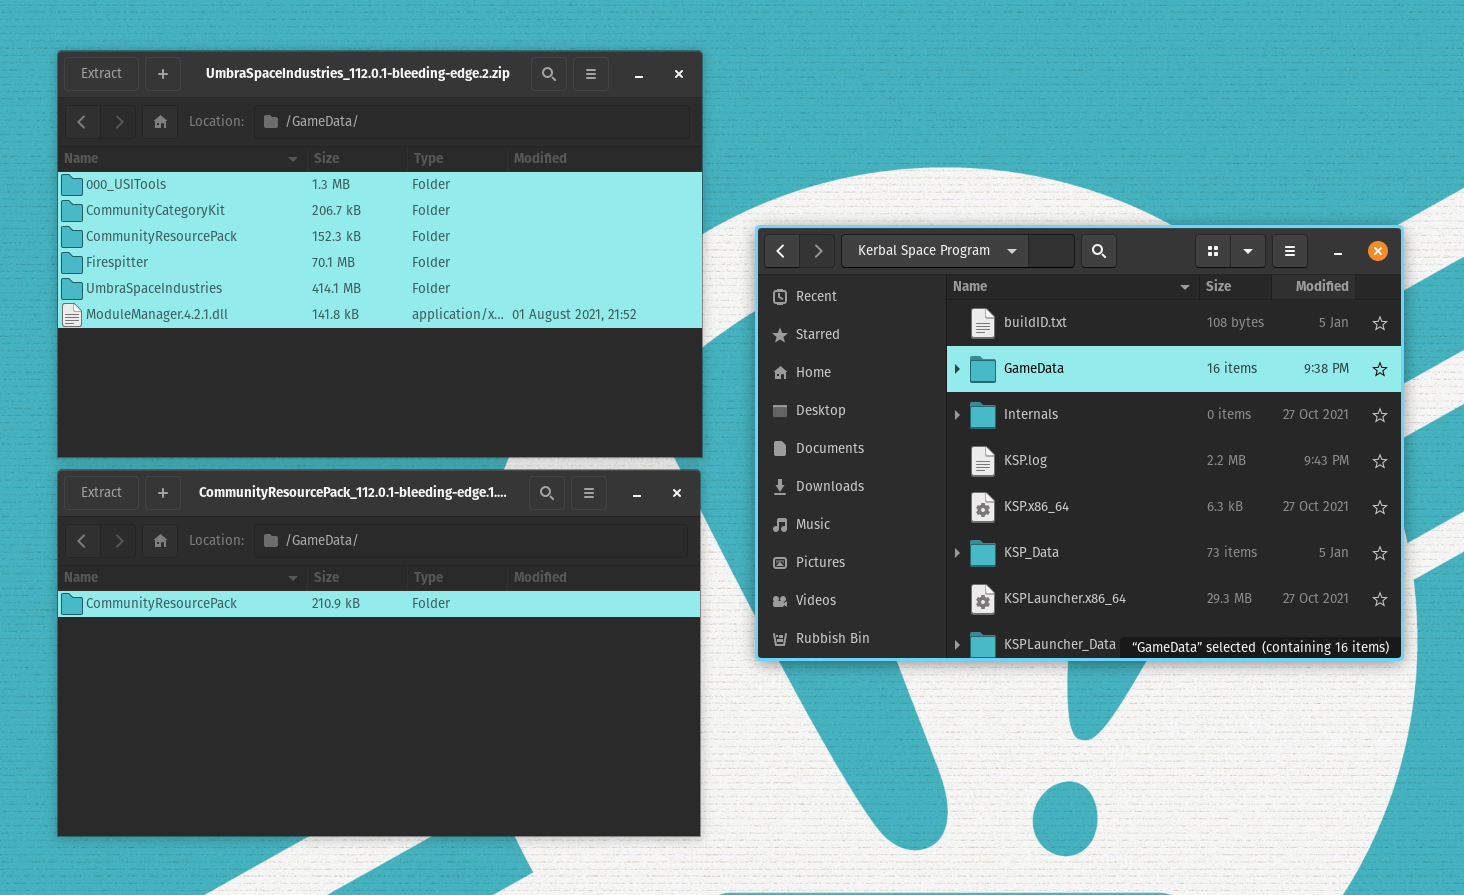 Extract
UmbraSpaceIndustries_112.0.1-bleeding-edge.2.zip
Location: /GameData/
Name Size Type Modified
000_USITools 1.3 MB Folder
CommunityCategoryKit 206.7 kB Folder
CommunityResourcePack 152.3 kB Folder
Firespitter 70.1 MB Folder
UmbraSpaceIndustries 414.1 MB Folder
ModuleManager.4.2.1.dll 141.8 kB application/x... 01 August 2021, 21:52
Extract
CommunityResourcePack_112.0.1-bleeding-edge.1....
Location: /GameData/
Name Size Type Modified
CommunityResourcePack 210.9 kB Folder
Kerbal Space Program
Recent
Starred
Home
Desktop
Documents
Downloads
Music
Pictures
Videos
Rubbish Bin
Name Size Modified
buildID.txt 108 bytes 5 Jan
GameData 16 items 9:38 PM
Internals 0 items 27 Oct 2021
KSP.log 2.2 MB 9:43 PM
KSP.x86_64 6.3 kB 27 Oct 2021
KSP_Data 73 items 5 Jan
KSPLauncher.x86_64 29.3 MB 27 Oct 2021
KSPLauncher_Data
“GameData” selected (containing 16 items)